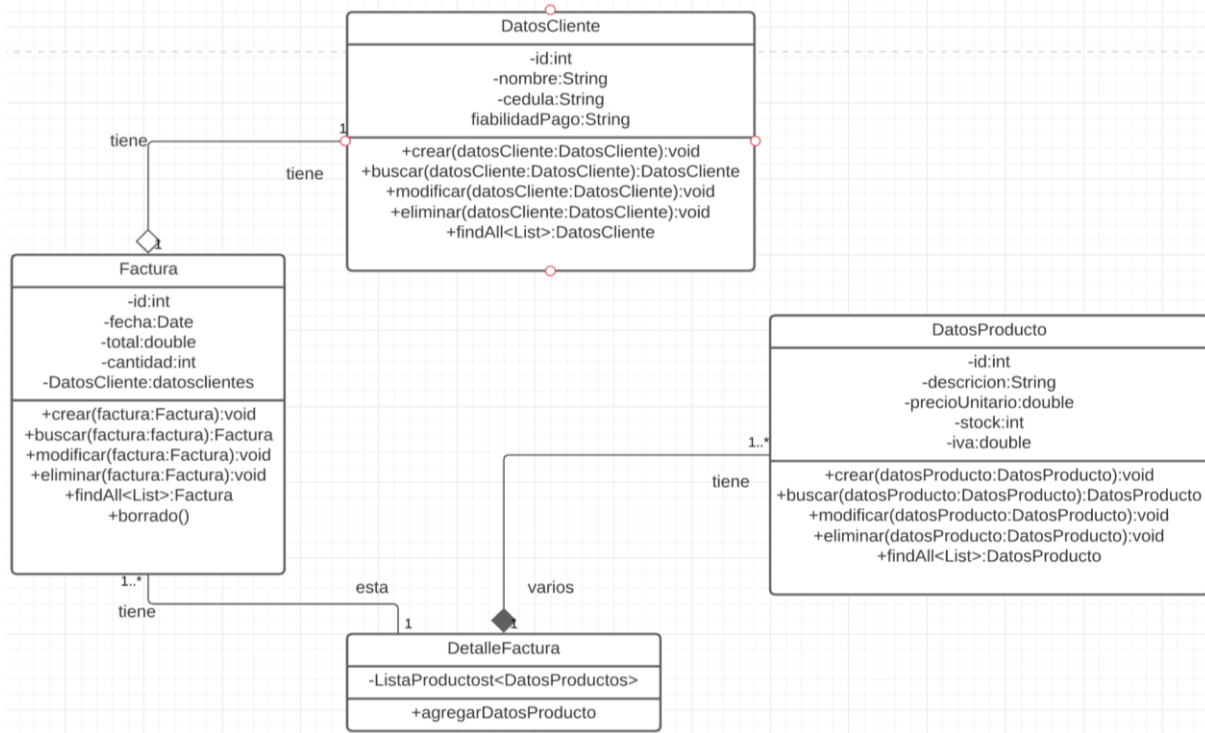 DatosCliente
-id:int
-nombre:String
-cedula:String
fiabilidadPago:String
+crear(datosCliente:DatosCliente):void
+buscar(datosCliente:DatosCliente):DatosCliente
+modificar(datosCliente:DatosCliente):void
+eliminar(datosCliente:DatosCliente):void
+findAll<List>:DatosCliente
1
tiene
tiene
1
Factura
-id:int
-fecha:Date
-total:double
-cantidad:int
-DatosCliente:datosclientes
+crear(factura:Factura):void
+buscar(factura:factura):Factura
+modificar(factura:Factura):void
+eliminar(factura:Factura):void
+findAll<List>:Factura
+borrado()
1..*
tiene
esta
1
DatosProducto
-id:int
-descricion:String
-precioUnitario:double
-stock:int
-iva:double
+crear(datosProducto:DatosProducto):void
+buscar(datosProducto:DatosProducto):DatosProducto
+modificar(datosProducto:DatosProducto):void
+eliminar(datosProducto:DatosProducto):void
+findAll<List>:DatosProducto
1..*
tiene
varios
1
DetalleFactura
-ListaProductost<DatosProductos>
+agregarDatosProducto